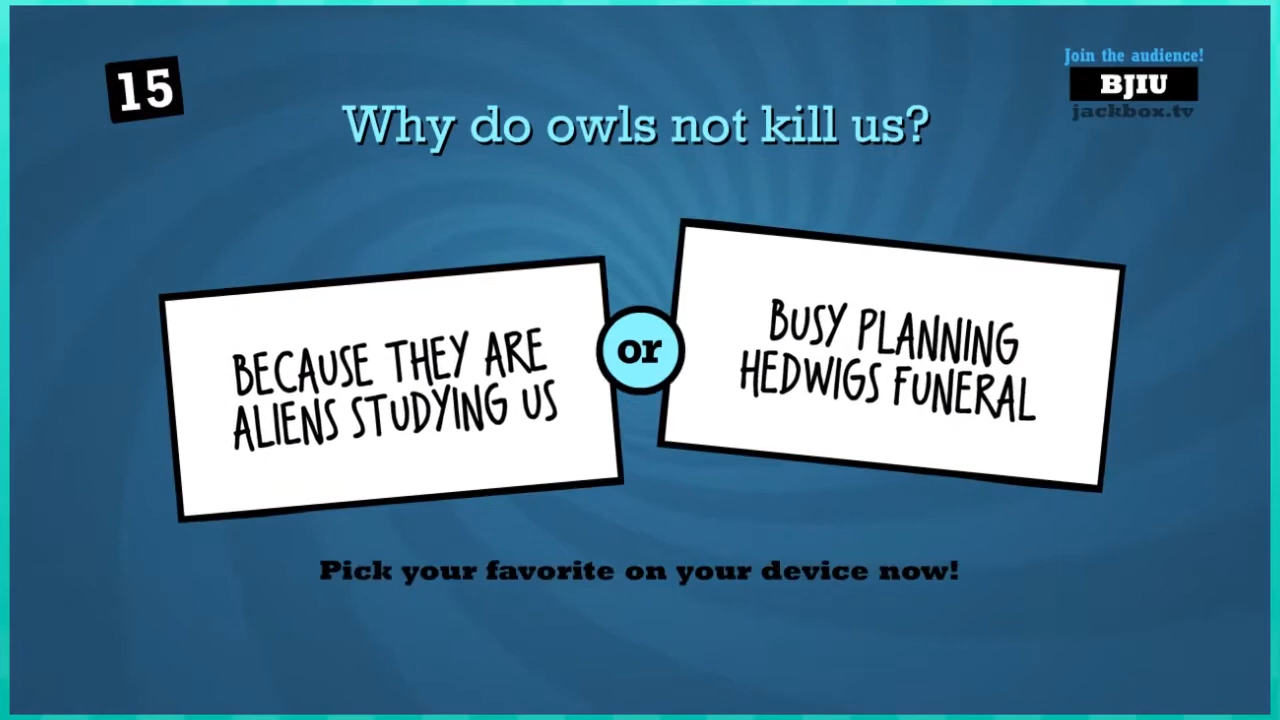 15
Join the audience!
BJIU
jackbox.tv
Why do owls not kill us?
BECAUSE THEY ARE
ALIENS STUDYING US
or
BUSY PLANNING
HEDWIGS FUNERAL
Pick your favorite on your device now!